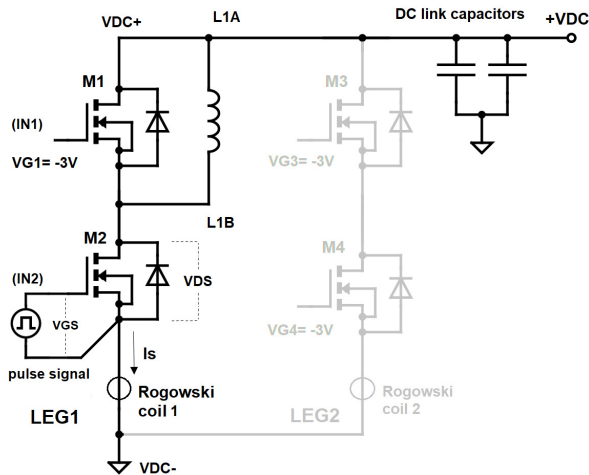 VDC+
L1A
DC link capacitors
+VDC
M1
M3
(IN1)
VG1= -3V
VG3= -3V
L1B
M2
M4
(IN2)
VDS
VGS
VG4= -3V
pulse signal
Is
Rogowski
coil 1
Rogowski
coil 2
LEG1
LEG2
VDC-